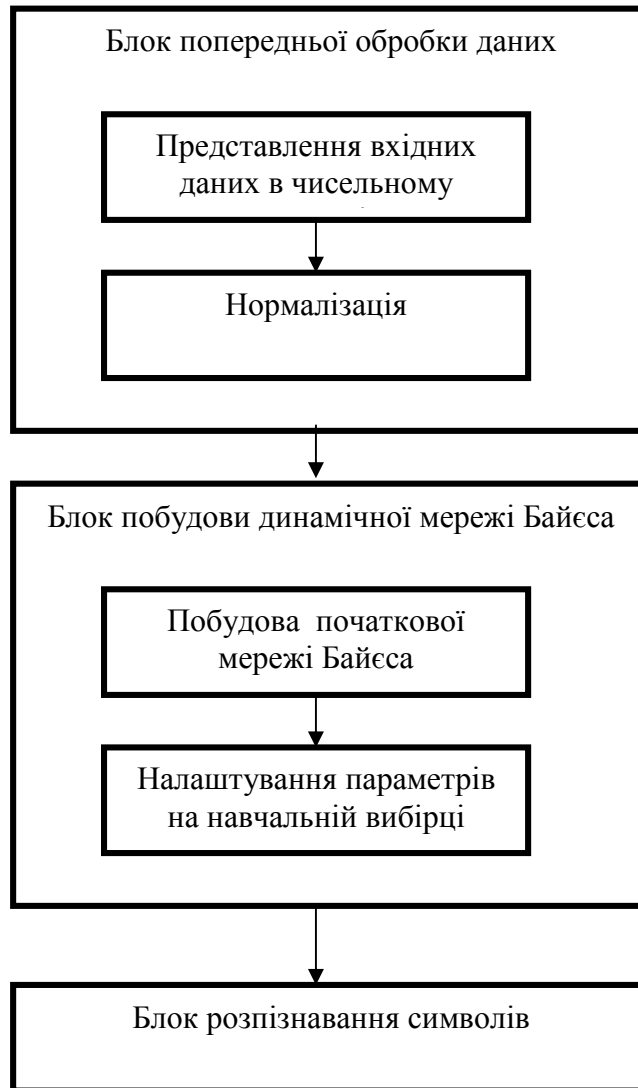 Блок попередньої обробки даних
Представлення вхідних
даних в чисельному
Нормалізація
Блок побудови динамічної мережі Байєса
Побудова початкової
мережі Байєса
Налаштування параметрів
на навчальній вибірці
Блок розпізнавання символів